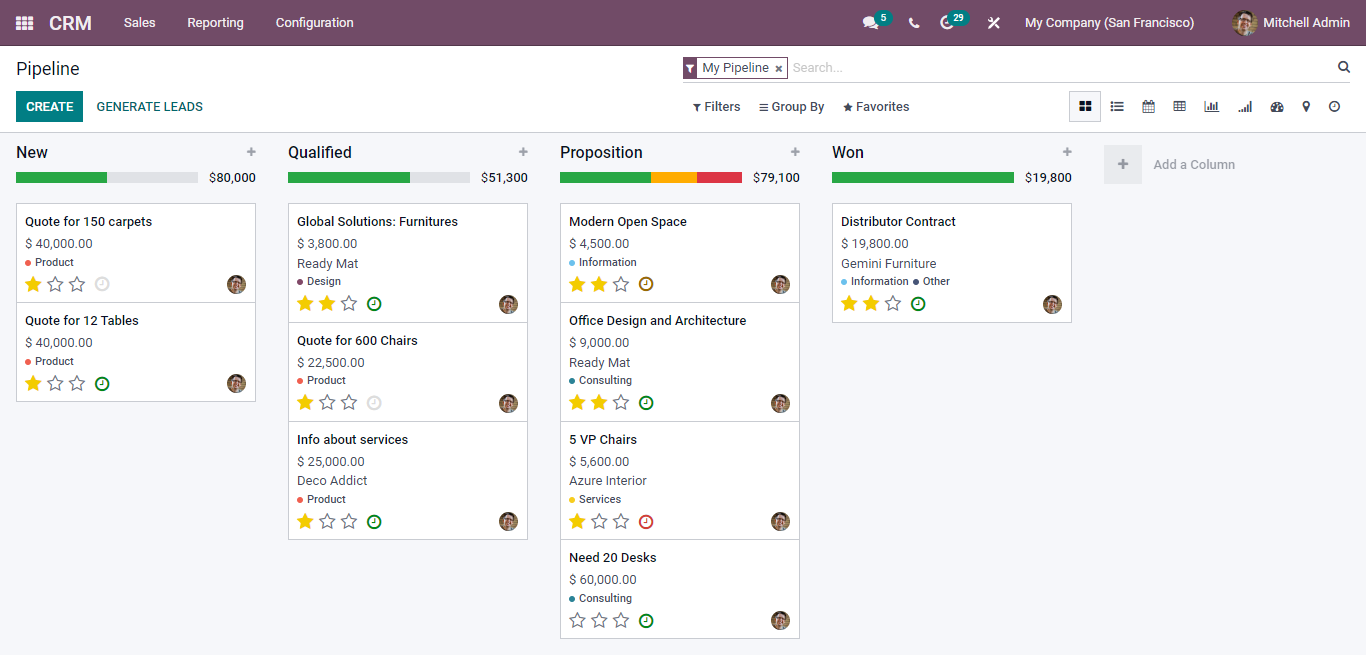 CRM Sales Reporting Configuration 5 29 My Company (San Francisco) Mitchell Admin
Pipeline
My Pipeline × Search...
CREATE GENERATE LEADS
Filters Group By Favorites
New +
$80,000
Quote for 150 carpets
$ 40,000.00
Product
Quote for 12 Tables
$ 40,000.00
Product
Qualified +
$51,300
Global Solutions: Furnitures
$ 3,800.00
Ready Mat
Design
Quote for 600 Chairs
$ 22,500.00
Product
Info about services
$ 25,000.00
Deco Addict
Product
Proposition +
$79,100
Modern Open Space
$ 4,500.00
Information
Office Design and Architecture
$ 9,000.00
Ready Mat
Consulting
5 VP Chairs
$ 5,600.00
Azure Interior
Services
Need 20 Desks
$ 60,000.00
Consulting
Won +
$19,800
Distributor Contract
$ 19,800.00
Gemini Furniture
Information Other
+ Add a Column